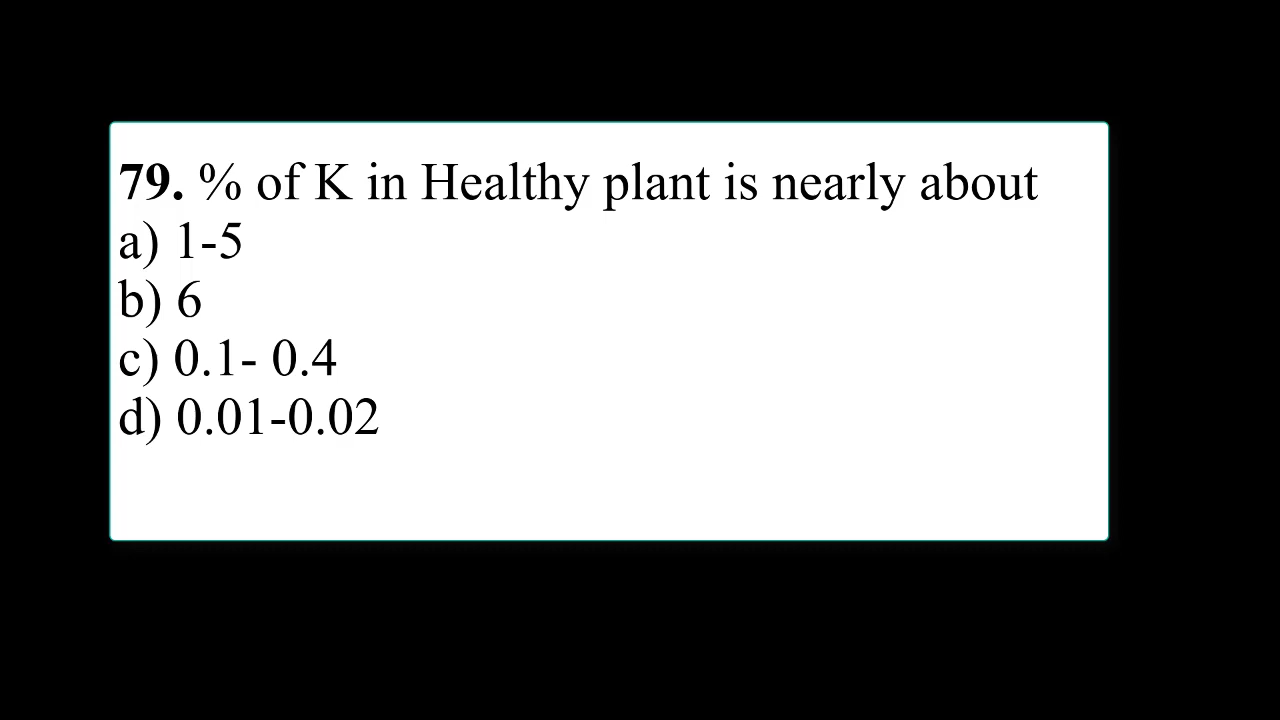 79. % of K in Healthy plant is nearly about
a) 1-5
b) 6
c) 0.1- 0.4
d) 0.01-0.02